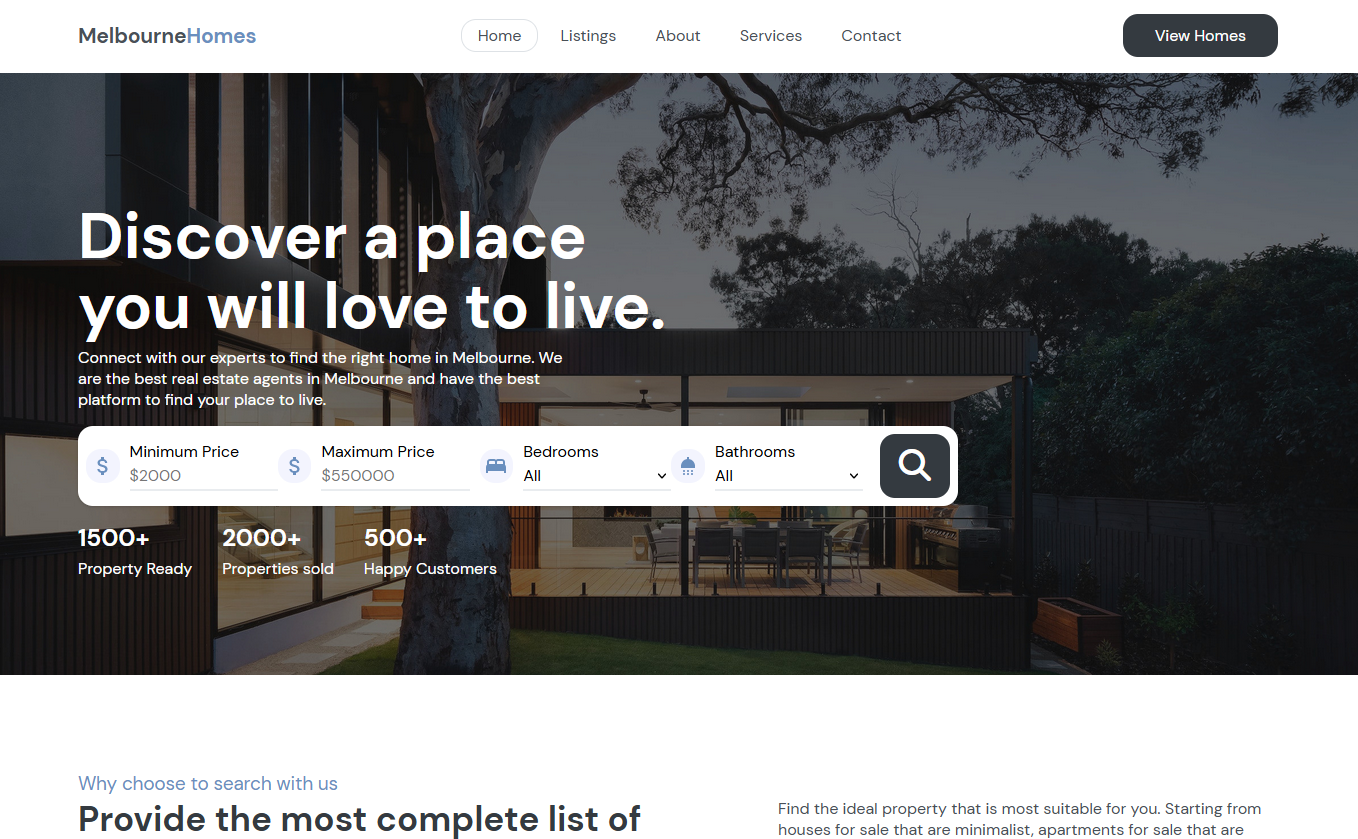 MelbourneHomes
Home
Listings
About
Services
Contact
View Homes
Discover a place
you will love to live.
Connect with our experts to find the right home in Melbourne. We
are the best real estate agents in Melbourne and have the best
platform to find your place to live.
Minimum Price
$2000
Maximum Price
$550000
Bedrooms
All
Bathrooms
All
1500+
Property Ready
2000+
Properties sold
500+
Happy Customers
Why choose to search with us
Provide the most complete list of
Find the ideal property that is most suitable for you. Starting from
houses for sale that are minimalist, apartments for sale that are